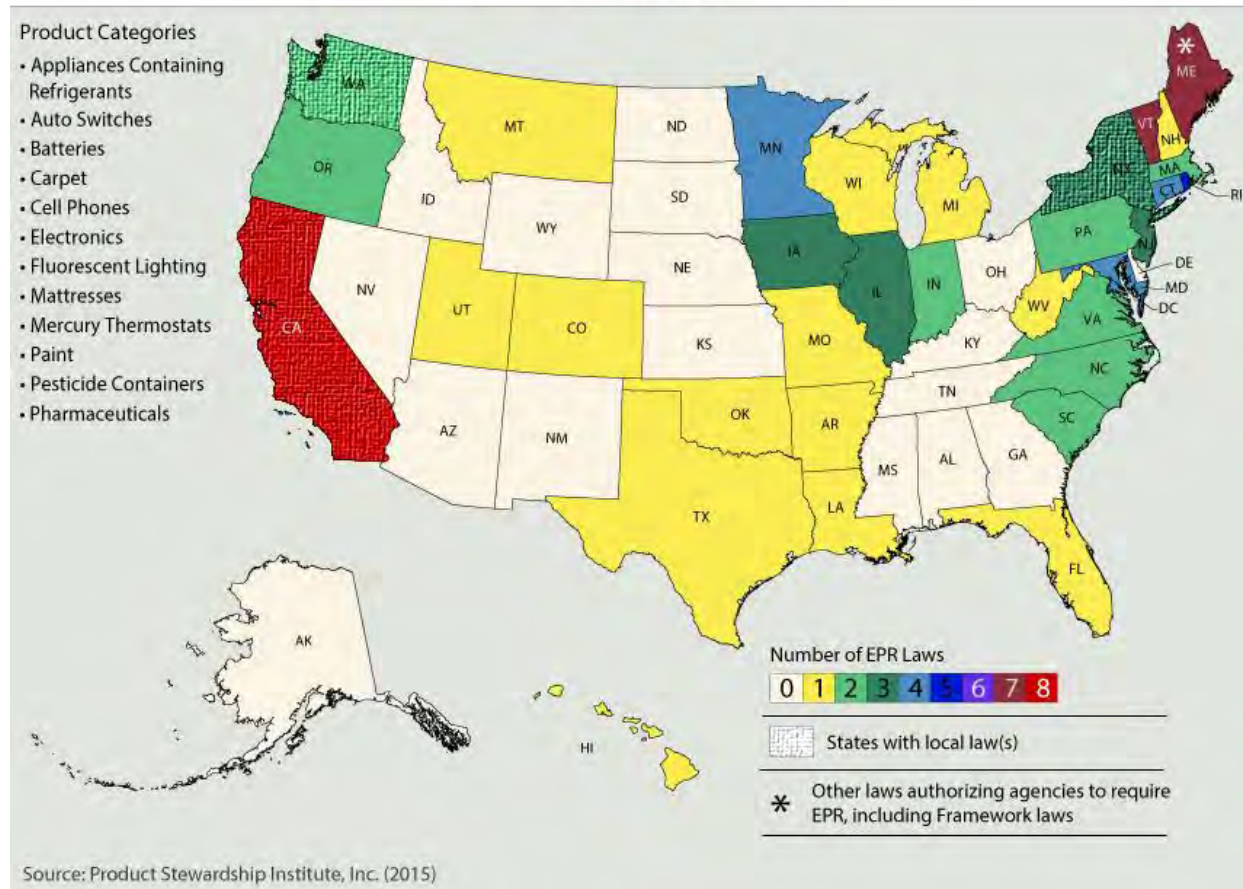 Product Categories
• Appliances Containing
Refrigerants
• Auto Switches
• Batteries
• Carpet
• Cell Phones
• Electronics
• Fluorescent Lighting
• Mattresses
• Mercury Thermostats
• Paint
• Pesticide Containers
• Pharmaceuticals
WA
OR
CA
MT
ID
NV
WY
UT
CO
AZ
NM
ND
SD
NE
KS
OK
TX
MN
IA
MO
AR
LA
WI
IL
MI
IN
OH
KY
TN
MS
AL
GA
FL
SC
NC
VA
WV
PA
NY
NJ
VT
NH
*
ME
MA
CT
RI
DE
MD
DC
AK
HI
Number of EPR Laws
0 1 2 3 4 5 6 7 8
States with local law(s)
* Other laws authorizing agencies to require
EPR, including Framework laws
Source: Product Stewardship Institute, Inc. (2015)